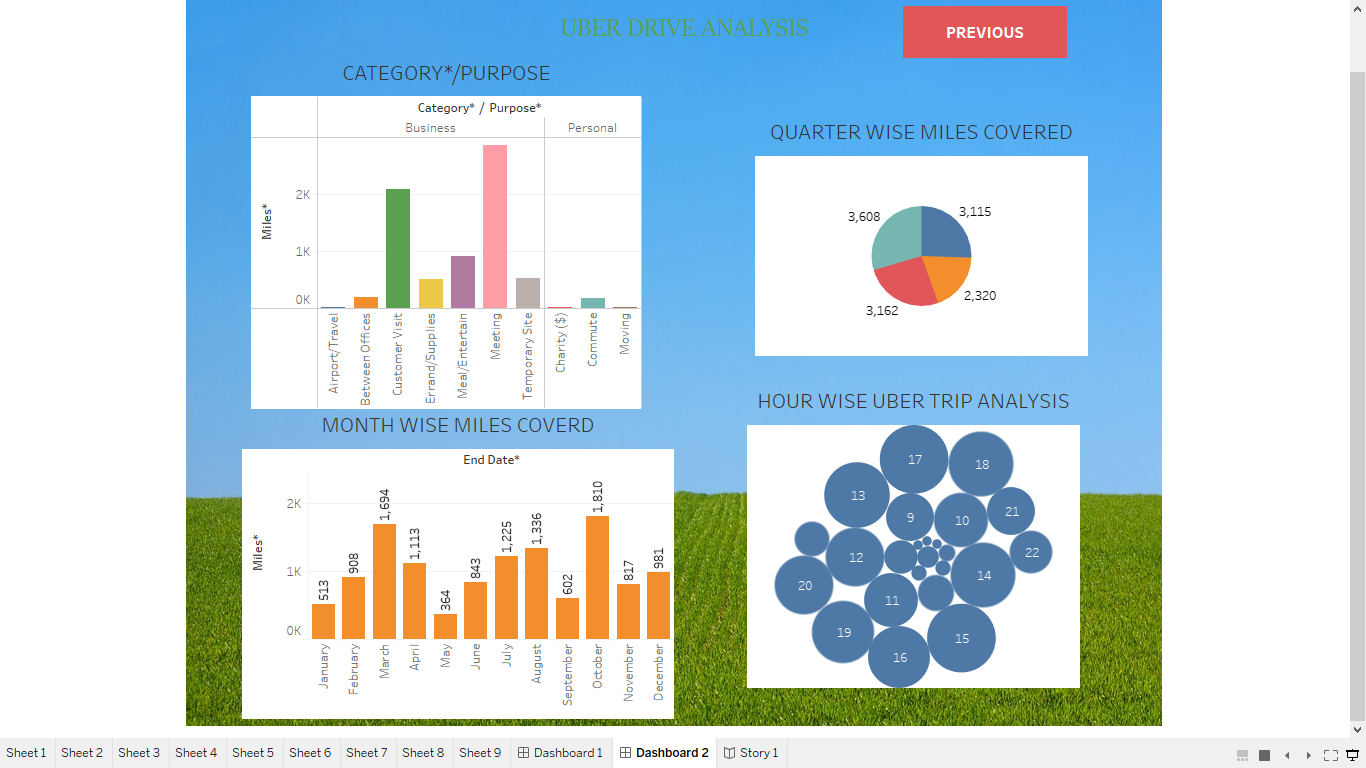 UBER DRIVE ANALYSIS
PREVIOUS
CATEGORY*/PURPOSE
Category* / Purpose*
Business
Personal
Miles*
2K
1K
0K
Airport/Travel
Between Offices
Customer Visit
Errand/Supplies
Meal/Entertain
Meeting
Temporary Site
Charity ($)
Commute
Moving
QUARTER WISE MILES COVERED
3,608
3,115
2,320
3,162
MONTH WISE MILES COVERD
End Date*
Miles*
2K
1K
0K
513
908
1,694
1,113
364
843
1,225
1,336
602
1,810
817
981
January
February
March
April
May
June
July
August
September
October
November
December
HOUR WISE UBER TRIP ANALYSIS
17
18
13
9
10
21
12
22
20
14
11
19
15
16
Sheet 1
Sheet 2
Sheet 3
Sheet 4
Sheet 5
Sheet 6
Sheet 7
Sheet 8
Sheet 9
Dashboard 1
Dashboard 2
Story 1